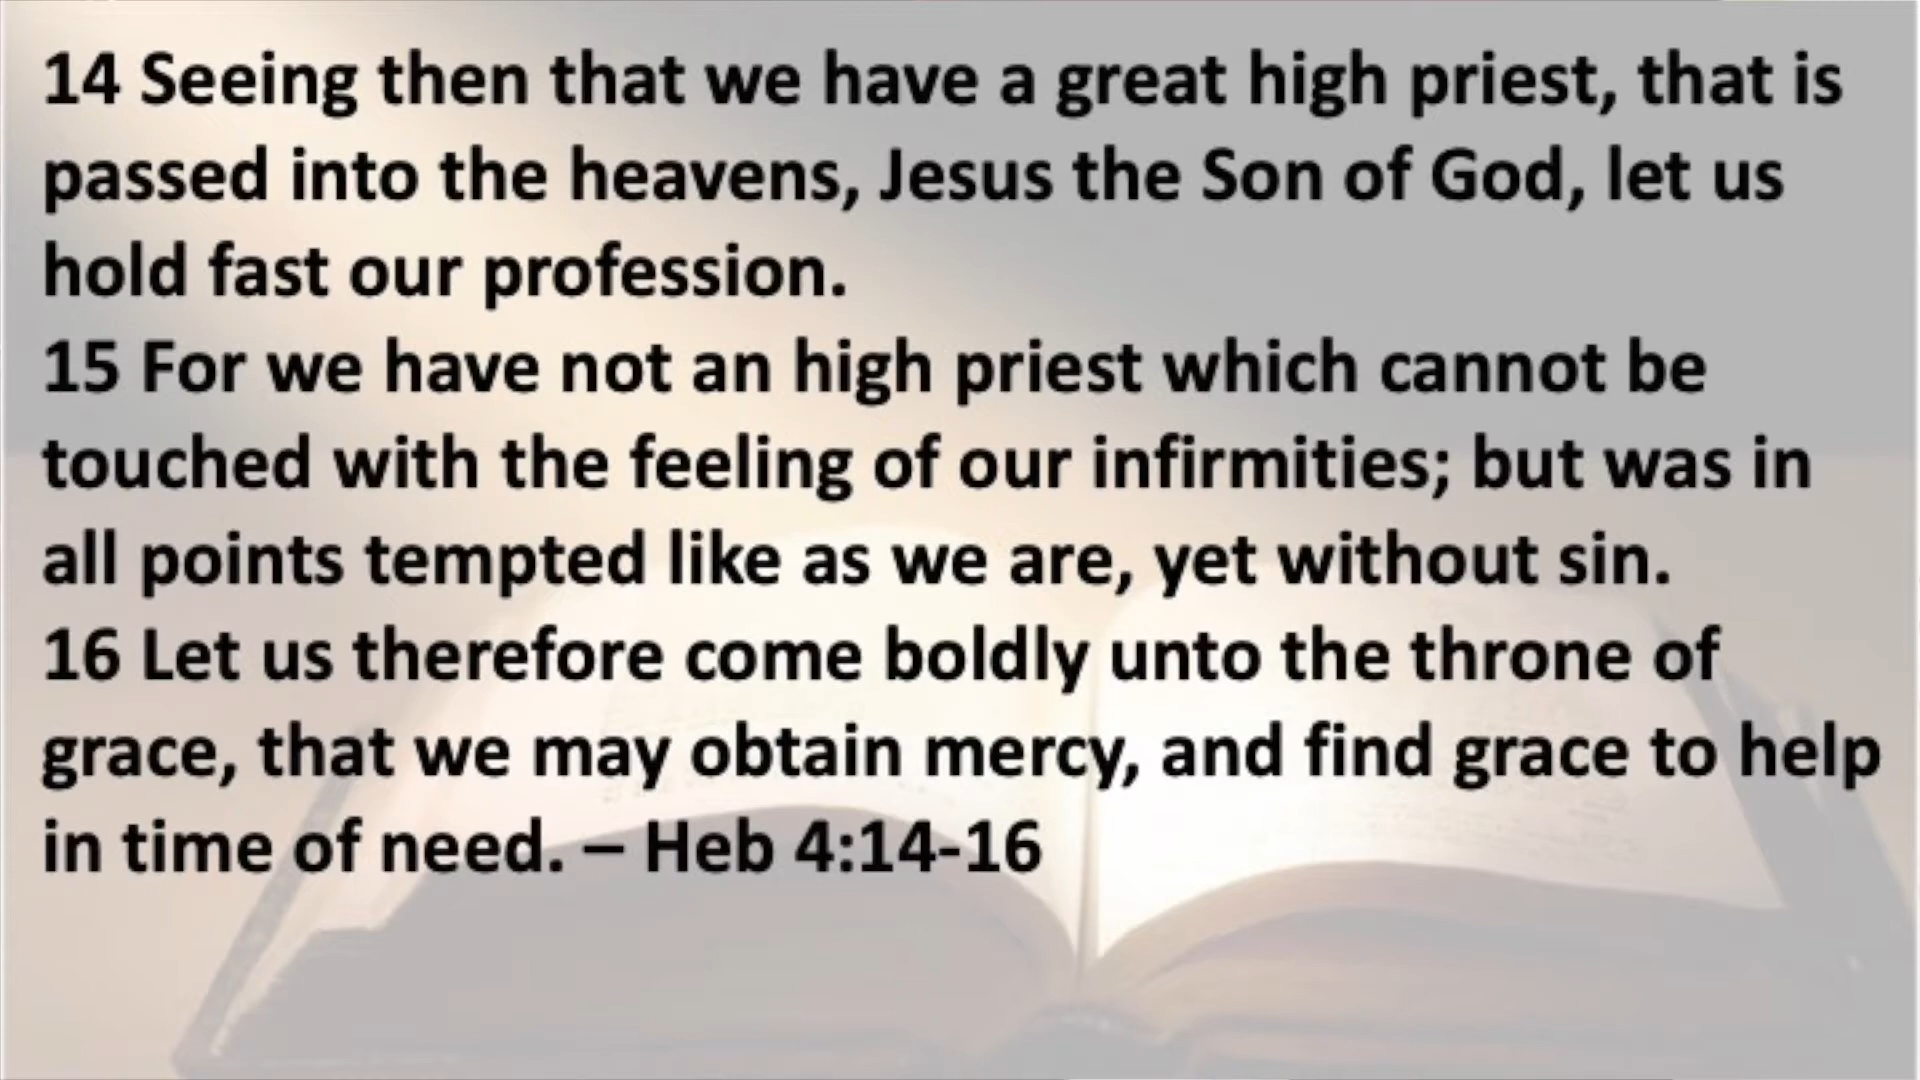 14 Seeing then that we have a great high priest, that is
passed into the heavens, Jesus the Son of God, let us
hold fast our profession.
15 For we have not an high priest which cannot be
touched with the feeling of our infirmities; but was in
all points tempted like as we are, yet without sin.
16 Let us therefore come boldly unto the throne of
grace, that we may obtain mercy, and find grace to help
in time of need. – Heb 4:14-16